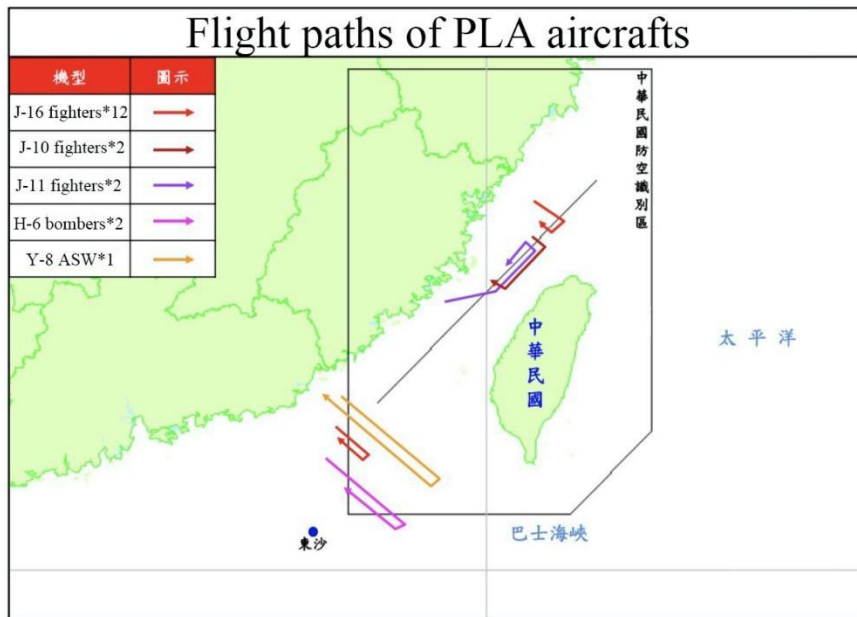 Flight paths of PLA aircrafts
機型 圖示
J-16 fighters*12
J-10 fighters*2
J-11 fighters*2
H-6 bombers*2
Y-8 ASW*1
中華民國防空識別區
中華民國
太平洋
巴士海峽
東沙